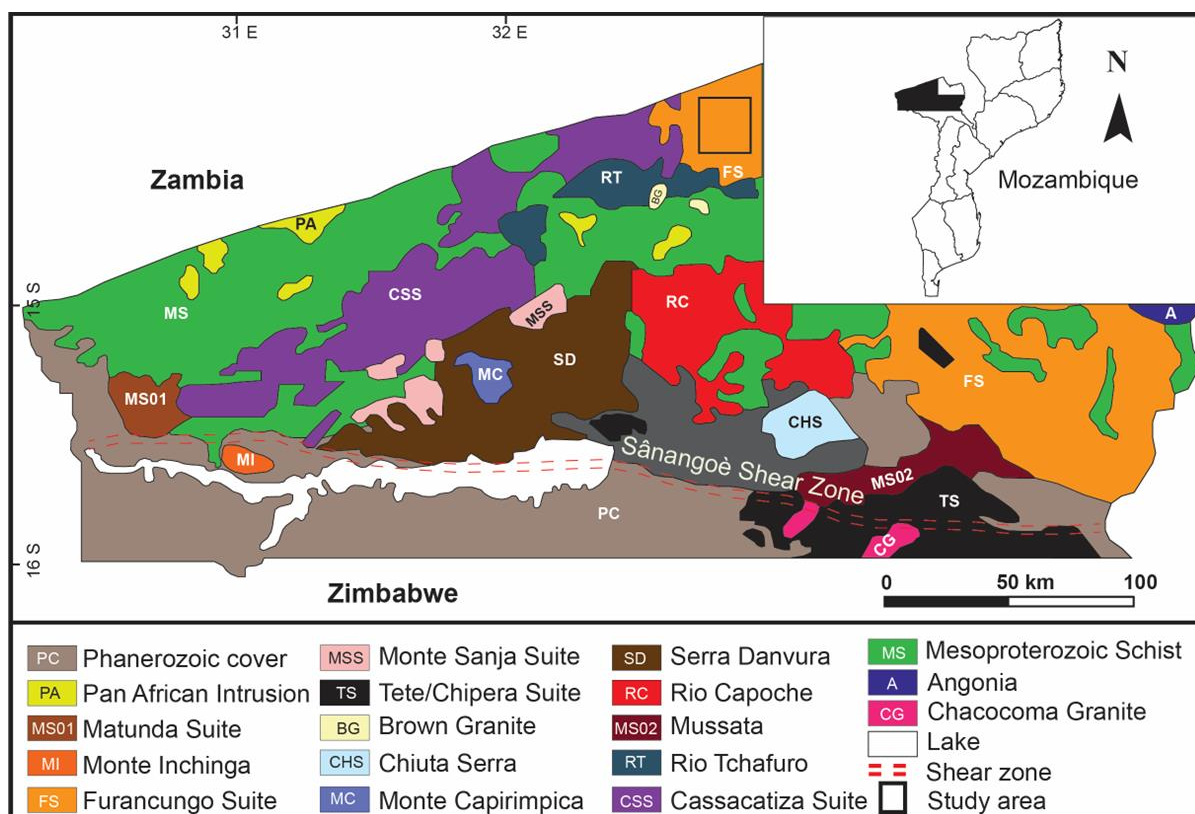 31 E
32 E
N
Zambia
Mozambique
RT
FS
BG
PA
15 S
CSS
MS
MSS
RC
A
SD
MC
FS
MS01
CHS
MI
Sânangoè Shear Zone
MS02
TS
PC
CG
16 S
Zimbabwe
0 50 km 100
PC Phanerozoic cover
PA Pan African Intrusion
MS01 Matunda Suite
MI Monte Inchinga
FS Furancungo Suite
MSS Monte Sanja Suite
TS Tete/Chipera Suite
BG Brown Granite
CHS Chiuta Serra
MC Monte Capirimpica
SD Serra Danvura
RC Rio Capoche
MS02 Mussata
RT Rio Tchafuro
CSS Cassacatiza Suite
MS Mesoproterozoic Schist
A Angonia
CG Chacocoma Granite
Lake
Shear zone
Study area